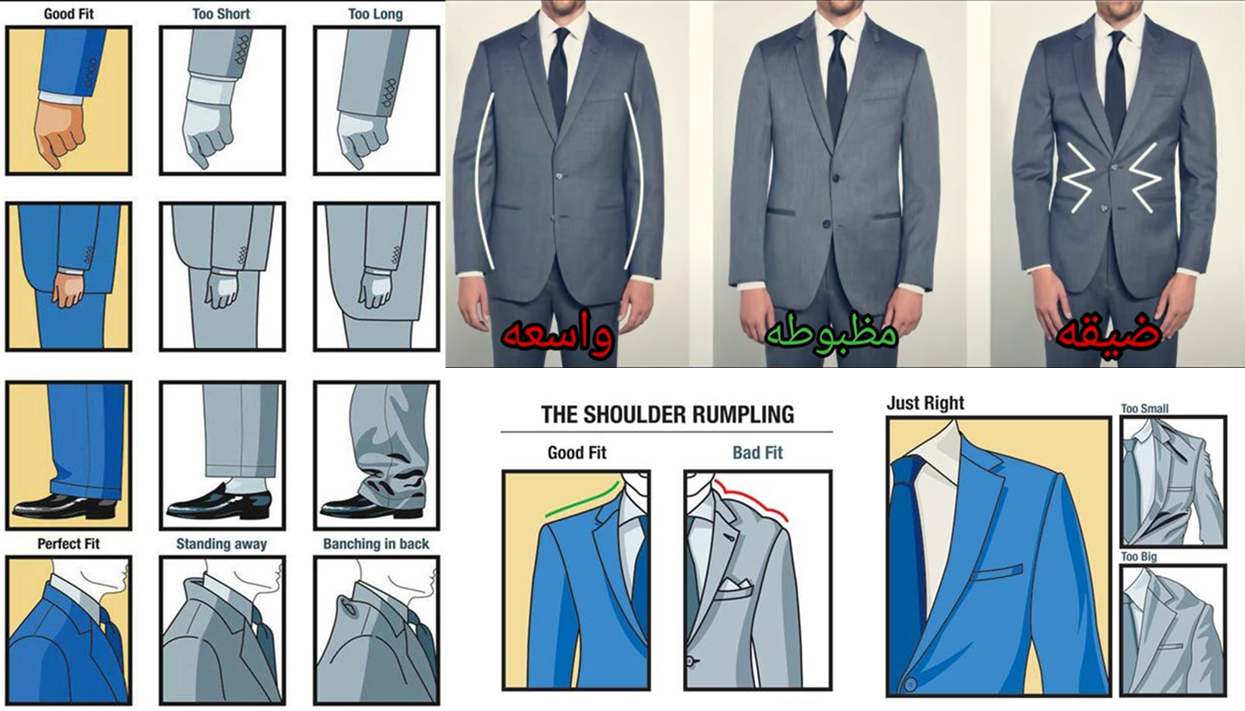 Good Fit
Too Short
Too Long
واسعه
مظبوطه
ضيقه
Perfect Fit
Standing away
Banching in back
THE SHOULDER RUMPLING
Good Fit
Bad Fit
Just Right
Too Small
Too Big